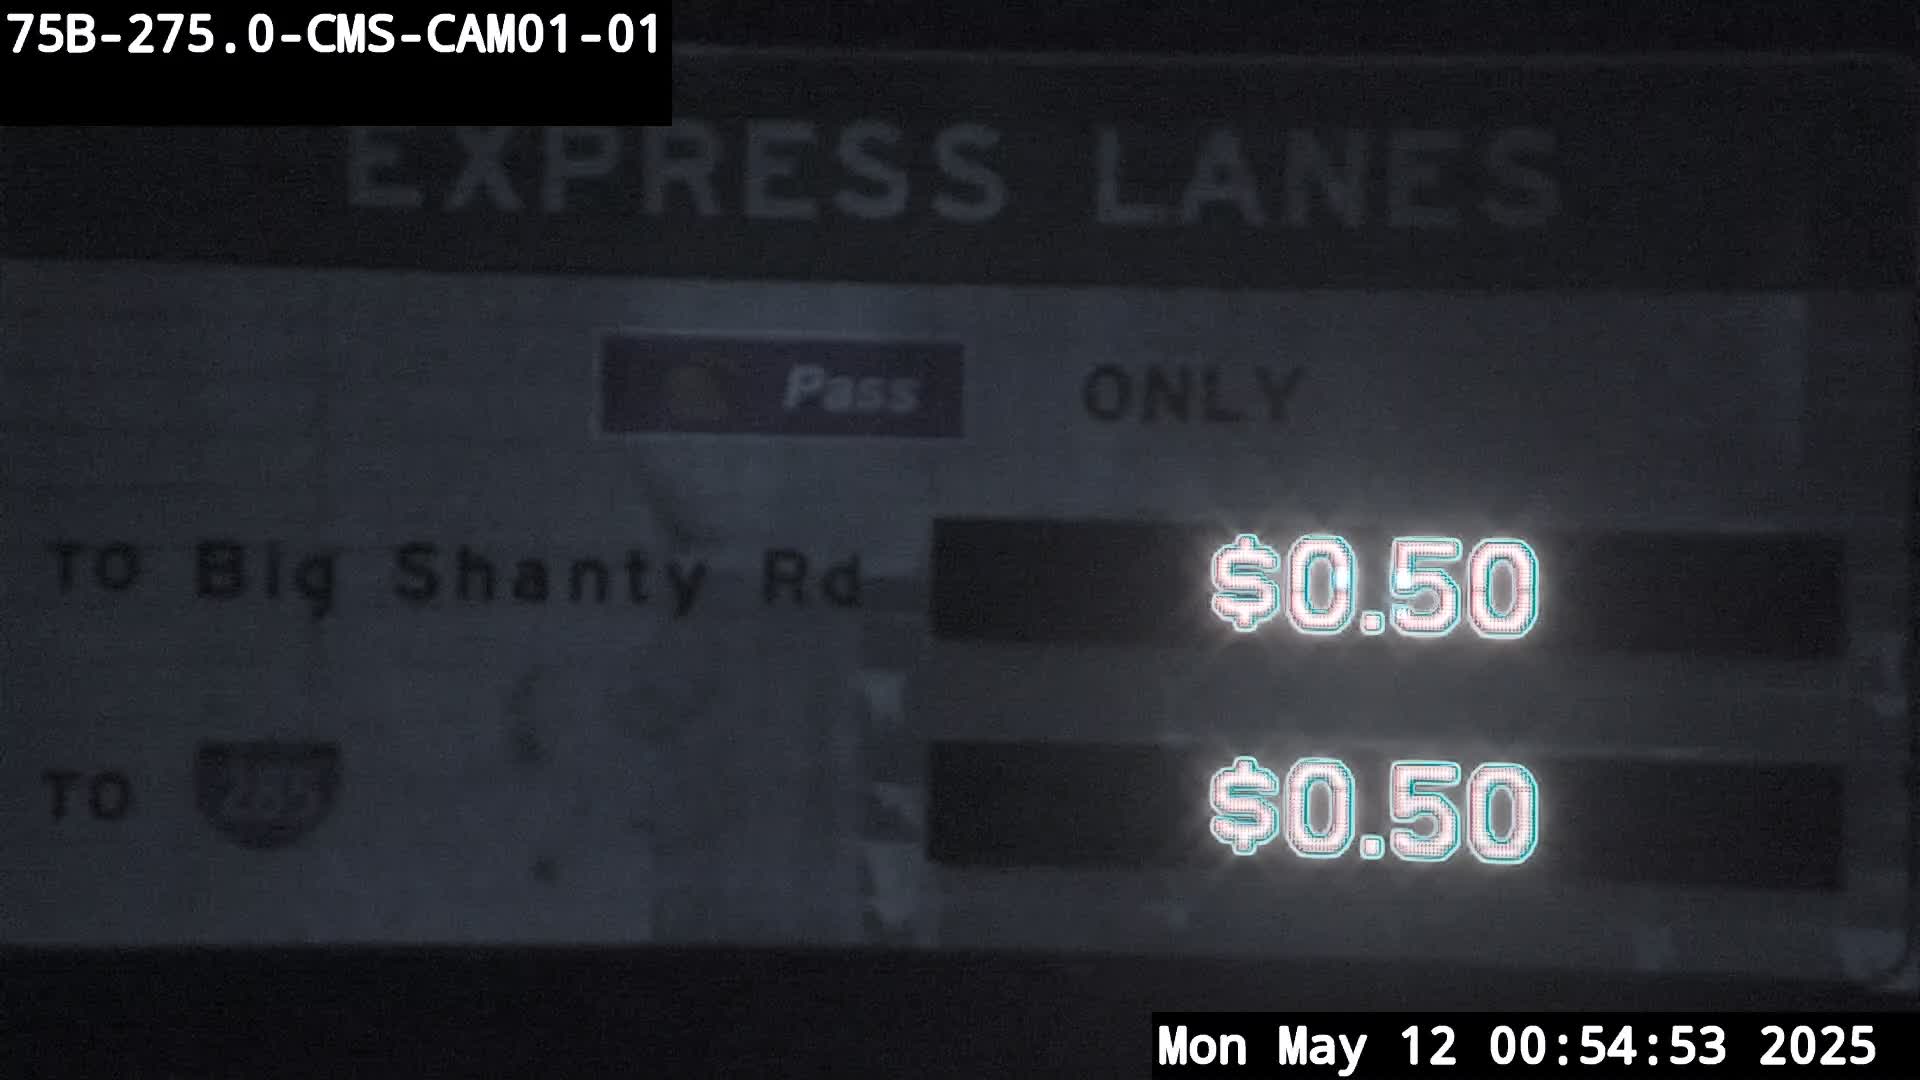 75B-275.0-CMS-CAM01-01
EXPRESS LANES
Pass ONLY
TO Big Shanty Rd $0.50
TO 285 $0.50
Mon May 12 00:54:53 2025